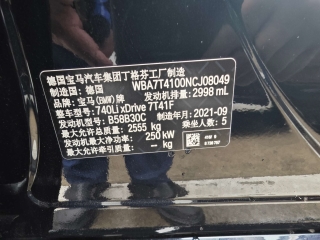 德国宝马汽车集团丁格芬工厂制造
制造国：德国 WBA7T4100NCJ08049
品牌：宝马(BMW)牌 发动机排量：2998 mL
整车型号：740Li xDrive 7T41F
发动机型号：B58B30C 制造年月：2021-09
最大允许总质量：2555 kg 乘坐人数：5
发动机最大净功率：250 kW
最大允许牵引质量：-- kg